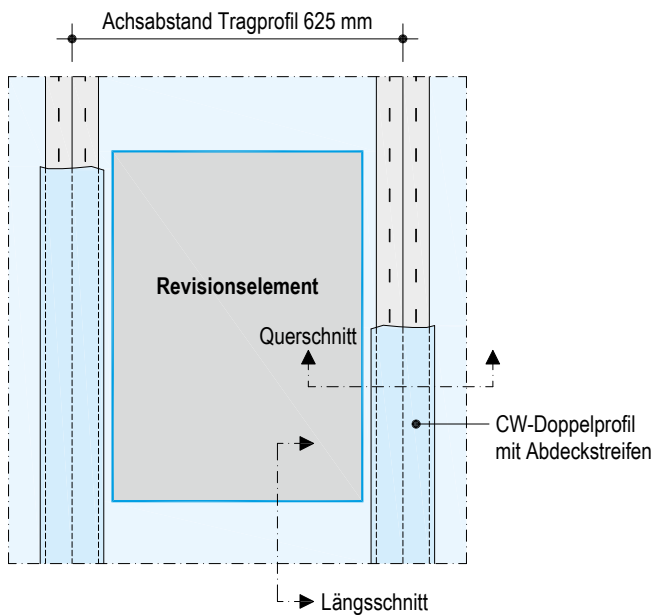 Achsabstand Tragprofil 625 mm
Revisionselement
Querschnitt
CW-Doppelprofil
mit Abdeckstreifen
Längsschnitt